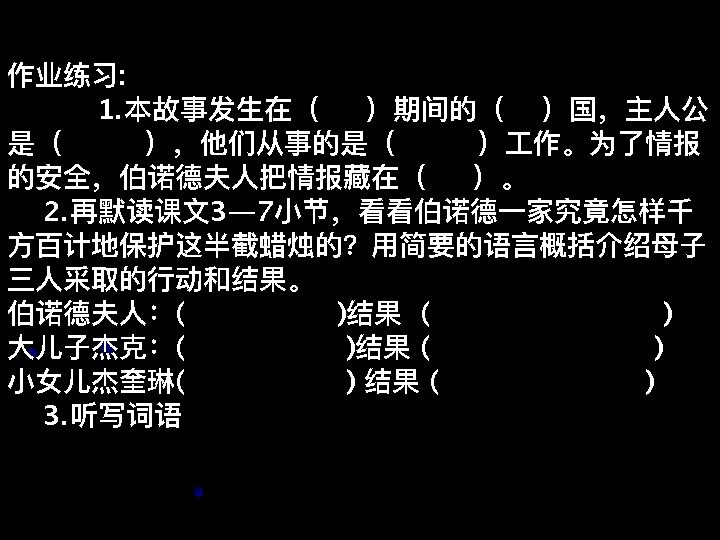 作业练习:
1.本故事发生在（ ）期间的（ ）国，主人公
是（ ），他们从事的是（ ）工作。为了情报
的安全，伯诺德夫人把情报藏在（ ）。
2.再默读课文3—7小节，看看伯诺德一家究竟怎样千
方百计地保护这半截蜡烛的？用简要的语言概括介绍母子
三人采取的行动和结果。
伯诺德夫人：( )结果（ ）
大儿子杰克：( )结果( )
小女儿杰奎琳( ) 结果( )
3.听写词语